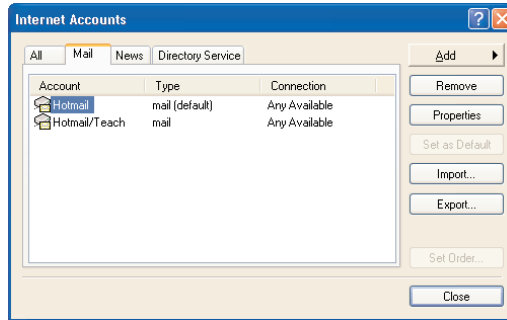 Internet Accounts
All Mail News Directory Service
Add
Account Type Connection
Remove
Hotmail mail (default) Any Available
Hotmail/Teach mail Any Available
Properties
Set as Default
Import...
Export...
Set Order...
Close